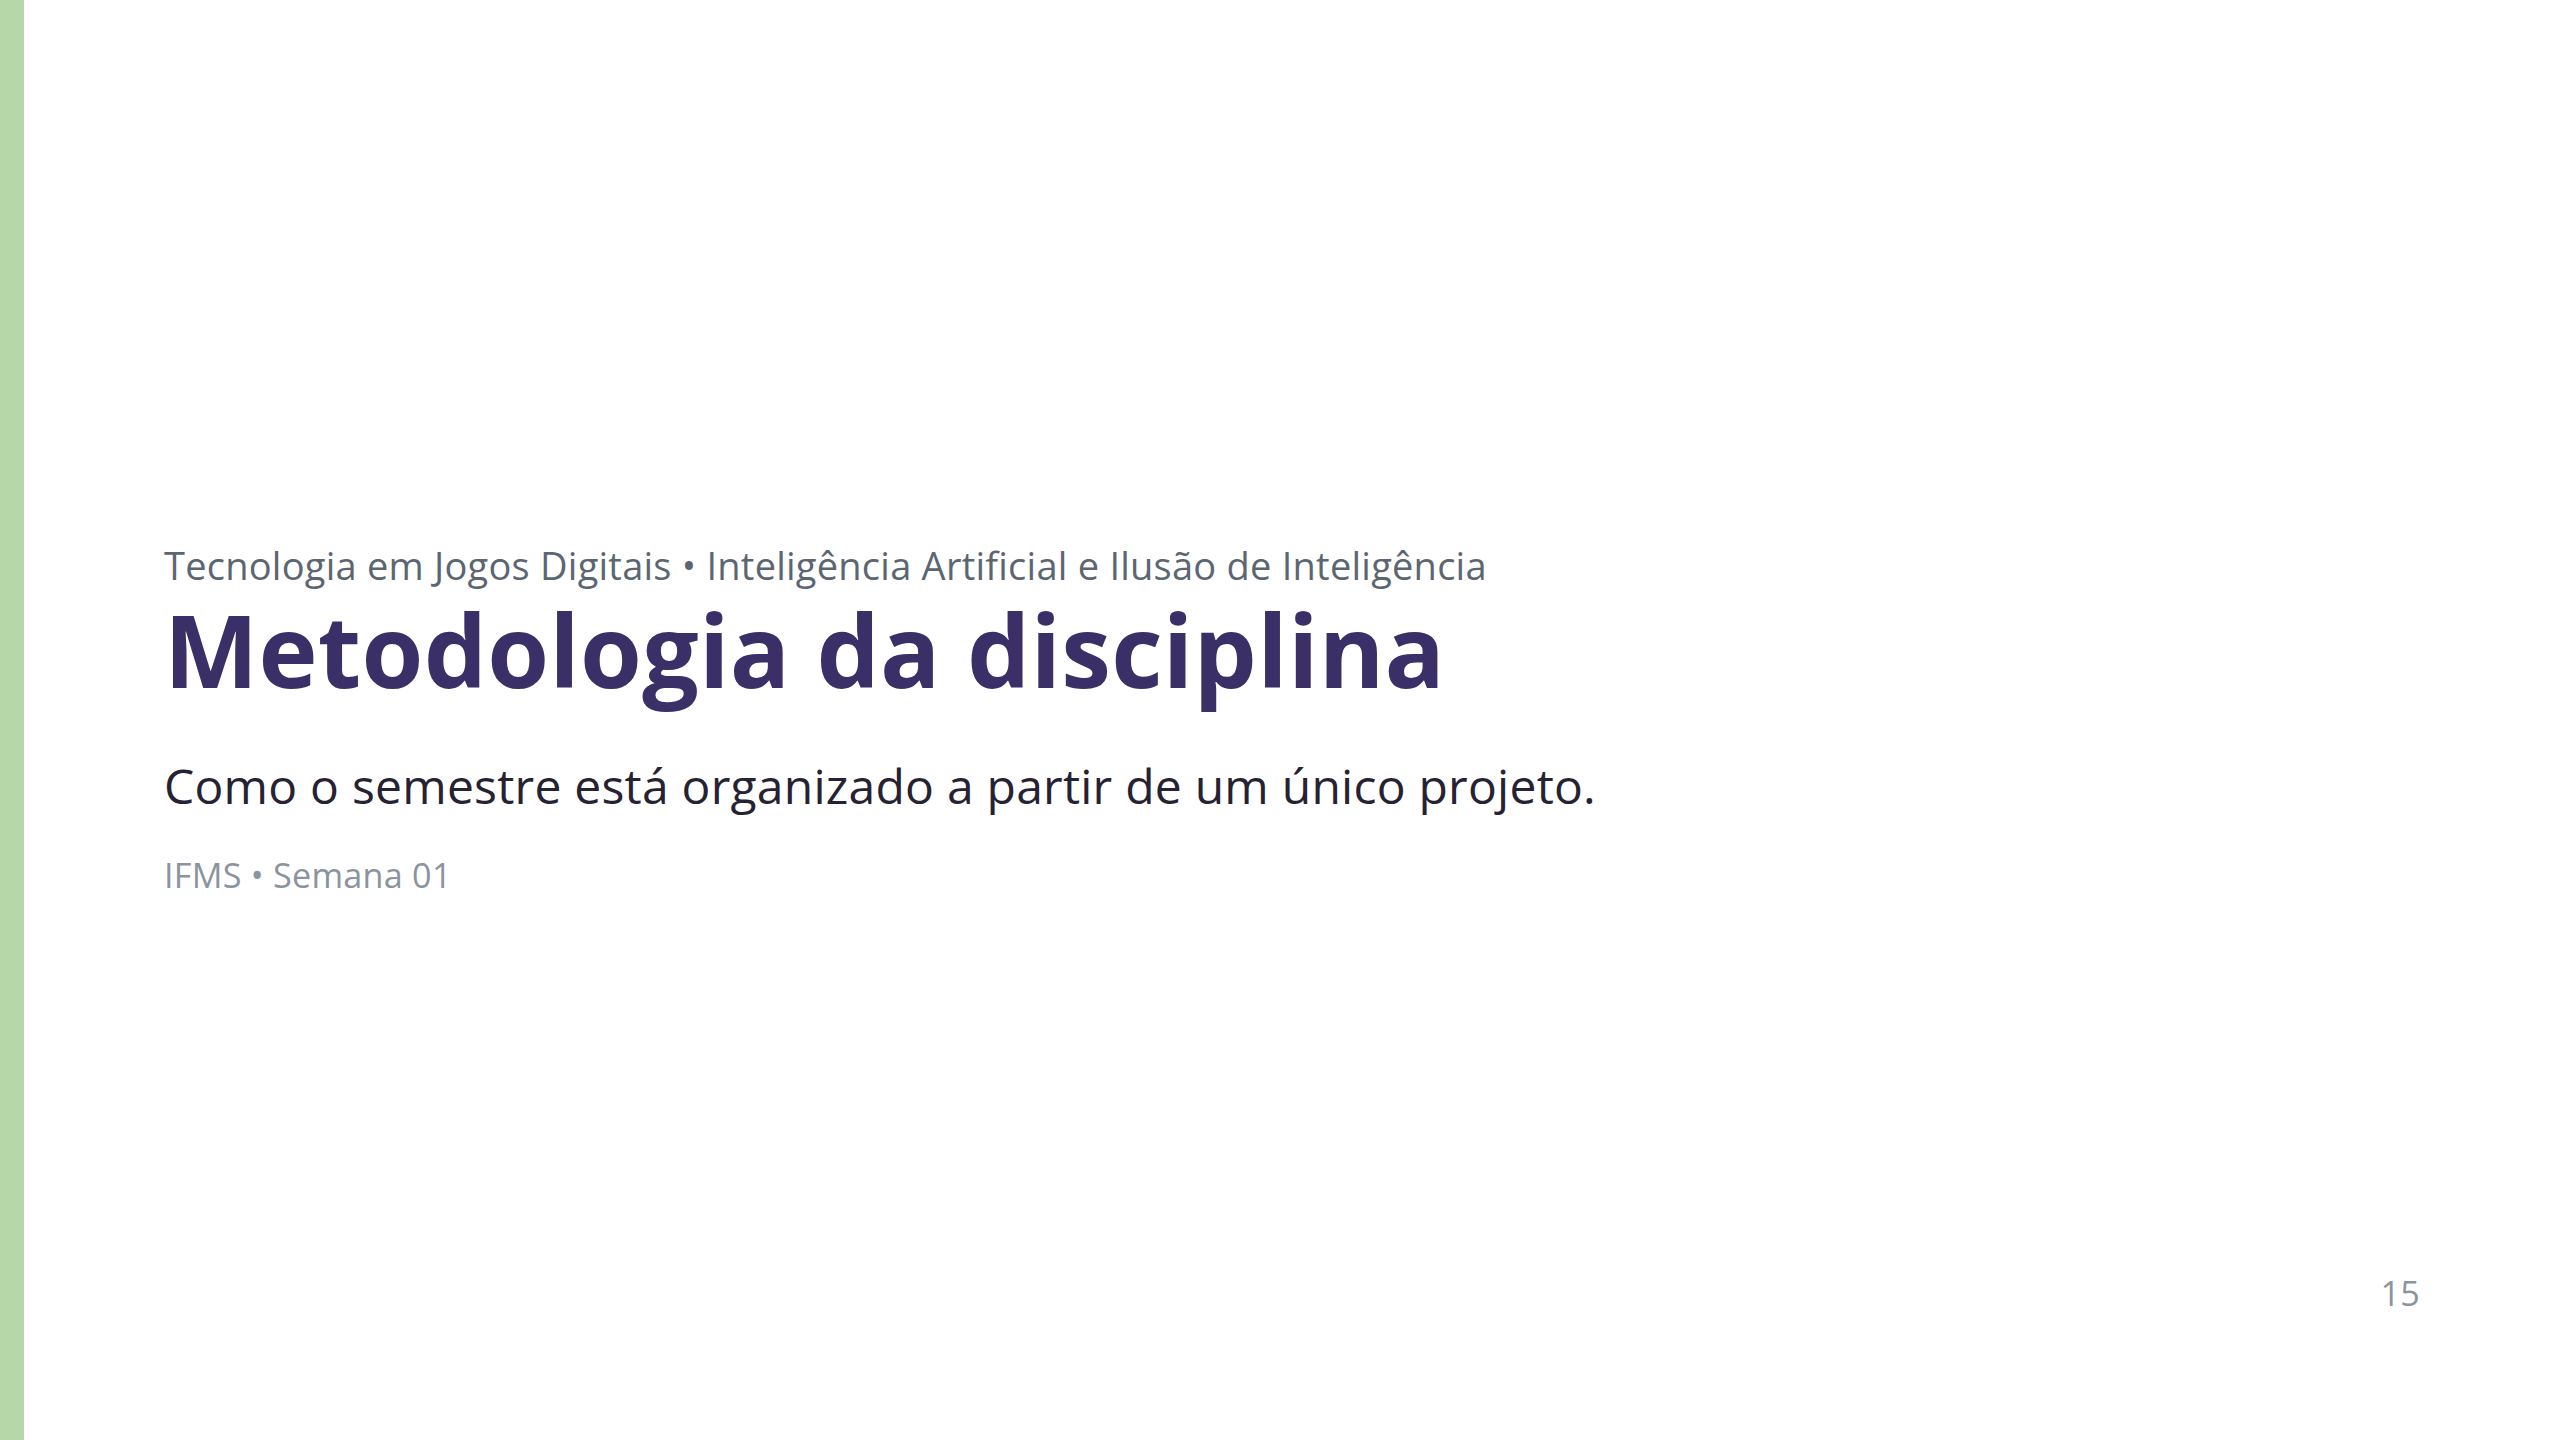 Tecnologia em Jogos Digitais • Inteligência Artificial e Ilusão de Inteligência
Metodologia da disciplina
Como o semestre está organizado a partir de um único projeto.
IFMS • Semana 01
15